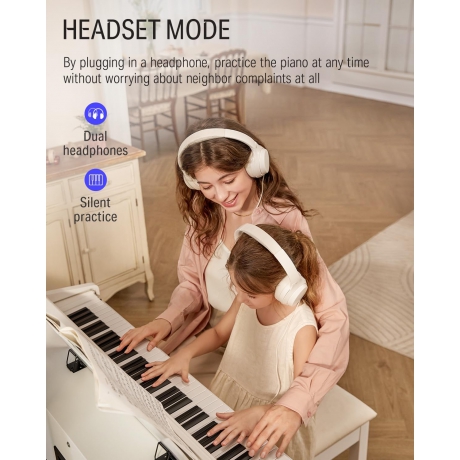 HEADSET MODE
By plugging in a headphone, practice the piano at any time
without worrying about neighbor complaints at all
Dual
headphones
Silent
practice